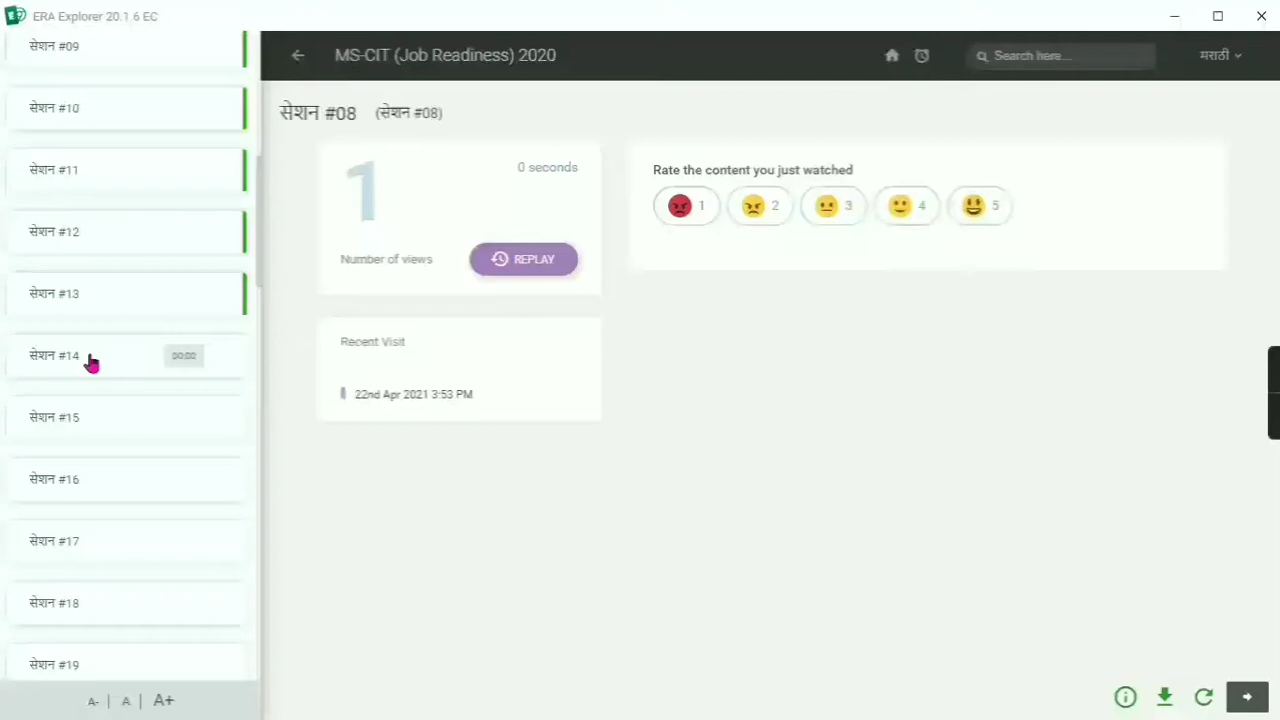 ERA Explorer 20.1.6 EC
सेशन #09
सेशन #10
सेशन #11
सेशन #12
सेशन #13
सेशन #14 00:00
सेशन #15
सेशन #16
सेशन #17
सेशन #18
सेशन #19
A- | A | A+
MS-CIT (Job Readiness) 2020
Search here...
मराठी
सेशन #08 (सेशन #08)
1
0 seconds
Number of views
REPLAY
Recent Visit
22nd Apr 2021 3:53 PM
Rate the content you just watched
1 2 3 4 5